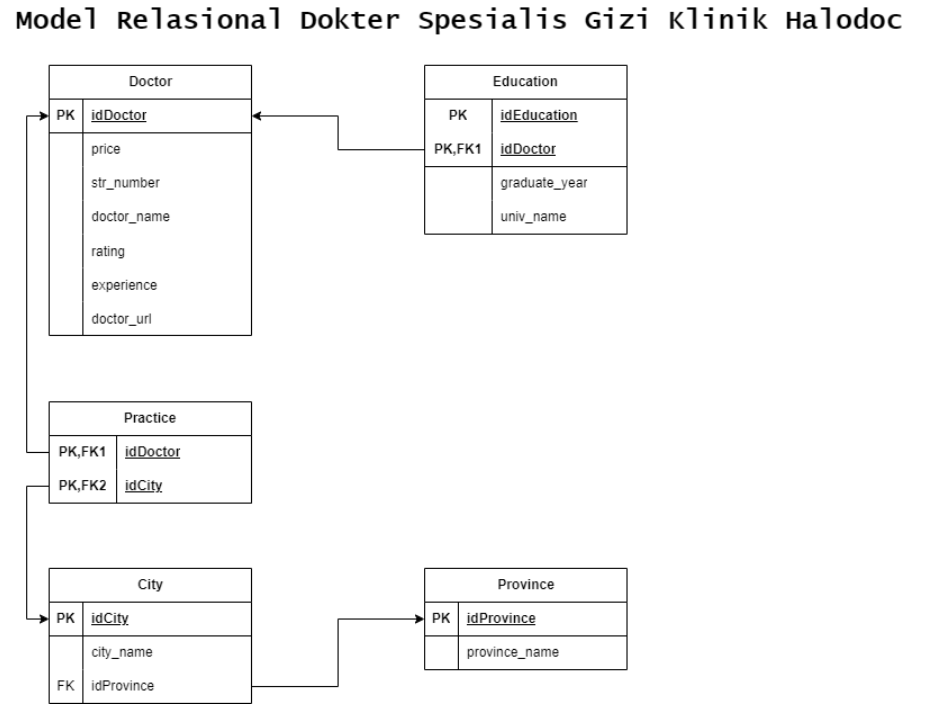 Model Relasional Dokter Spesialis Gizi Klinik Halodoc
Doctor
PK idDoctor
price
str_number
doctor_name
rating
experience
doctor_url
Education
PK idEducation
PK,FK1 idDoctor
graduate_year
univ_name
Practice
PK,FK1 idDoctor
PK,FK2 idCity
City
PK idCity
city_name
FK idProvince
Province
PK idProvince
province_name